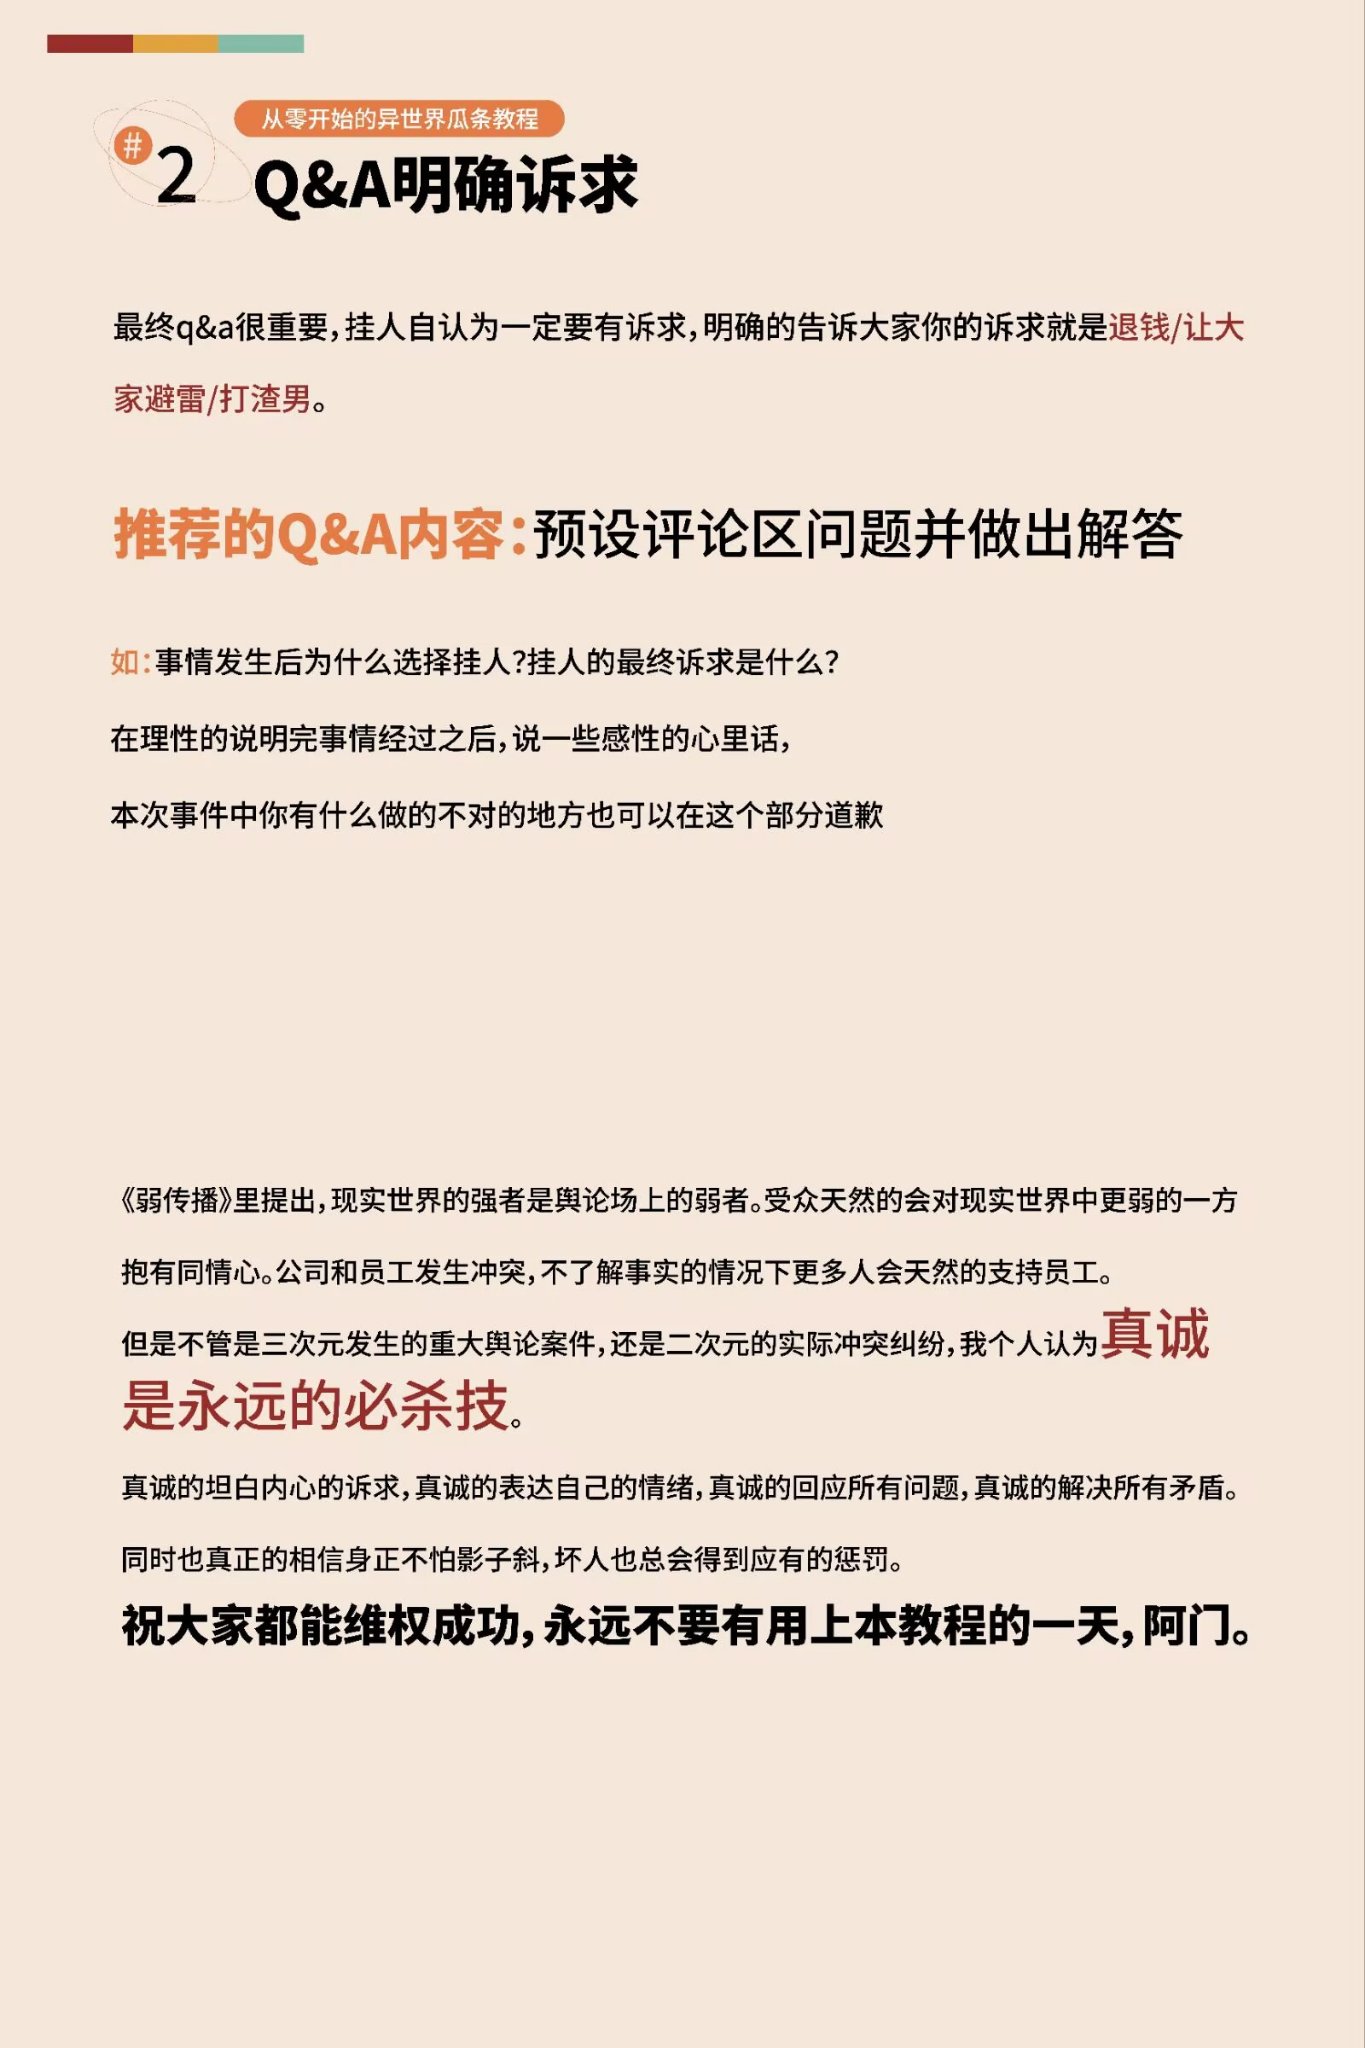 从零开始的异世界瓜条教程
#2
Q&A明确诉求
最终q&a很重要，挂人自认为一定要有诉求，明确的告诉大家你的诉求就是退钱/让大
家避雷/打渣男。
推荐的Q&A内容：预设评论区问题并做出解答
如：事情发生后为什么选择挂人？挂人的最终诉求是什么？
在理性的说明完事情经过之后，说一些感性的心里话，
本次事件中你有什么做的不对的地方也可以在这个部分道歉
《弱传播》里提出，现实世界的强者是舆论场上的弱者。受众天然的会对现实世界中更弱的一方
抱有同情心。公司和员工发生冲突，不了解事实的情况下更多人会天然的支持员工。
但是不管是三次元发生的重大舆论案件，还是二次元的实际冲突纠纷，我个人认为真诚
是永远的必杀技。
真诚的坦白内心的诉求，真诚的表达自己的情绪，真诚的回应所有问题，真诚的解决所有矛盾。
同时也真正的相信身正不怕影子斜，坏人也总会得到应有的惩罚。
祝大家都能维权成功，永远不要有用上本教程的一天，阿门。